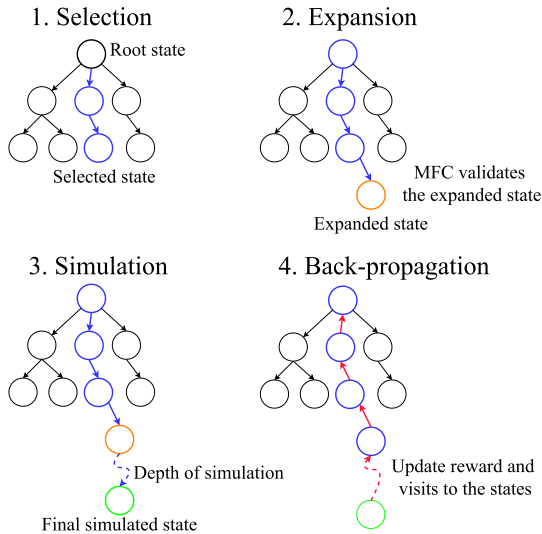 1. Selection
Root state
Selected state
2. Expansion
MFC validates
the expanded state
Expanded state
3. Simulation
Depth of simulation
Final simulated state
4. Back-propagation
Update reward and
visits to the states